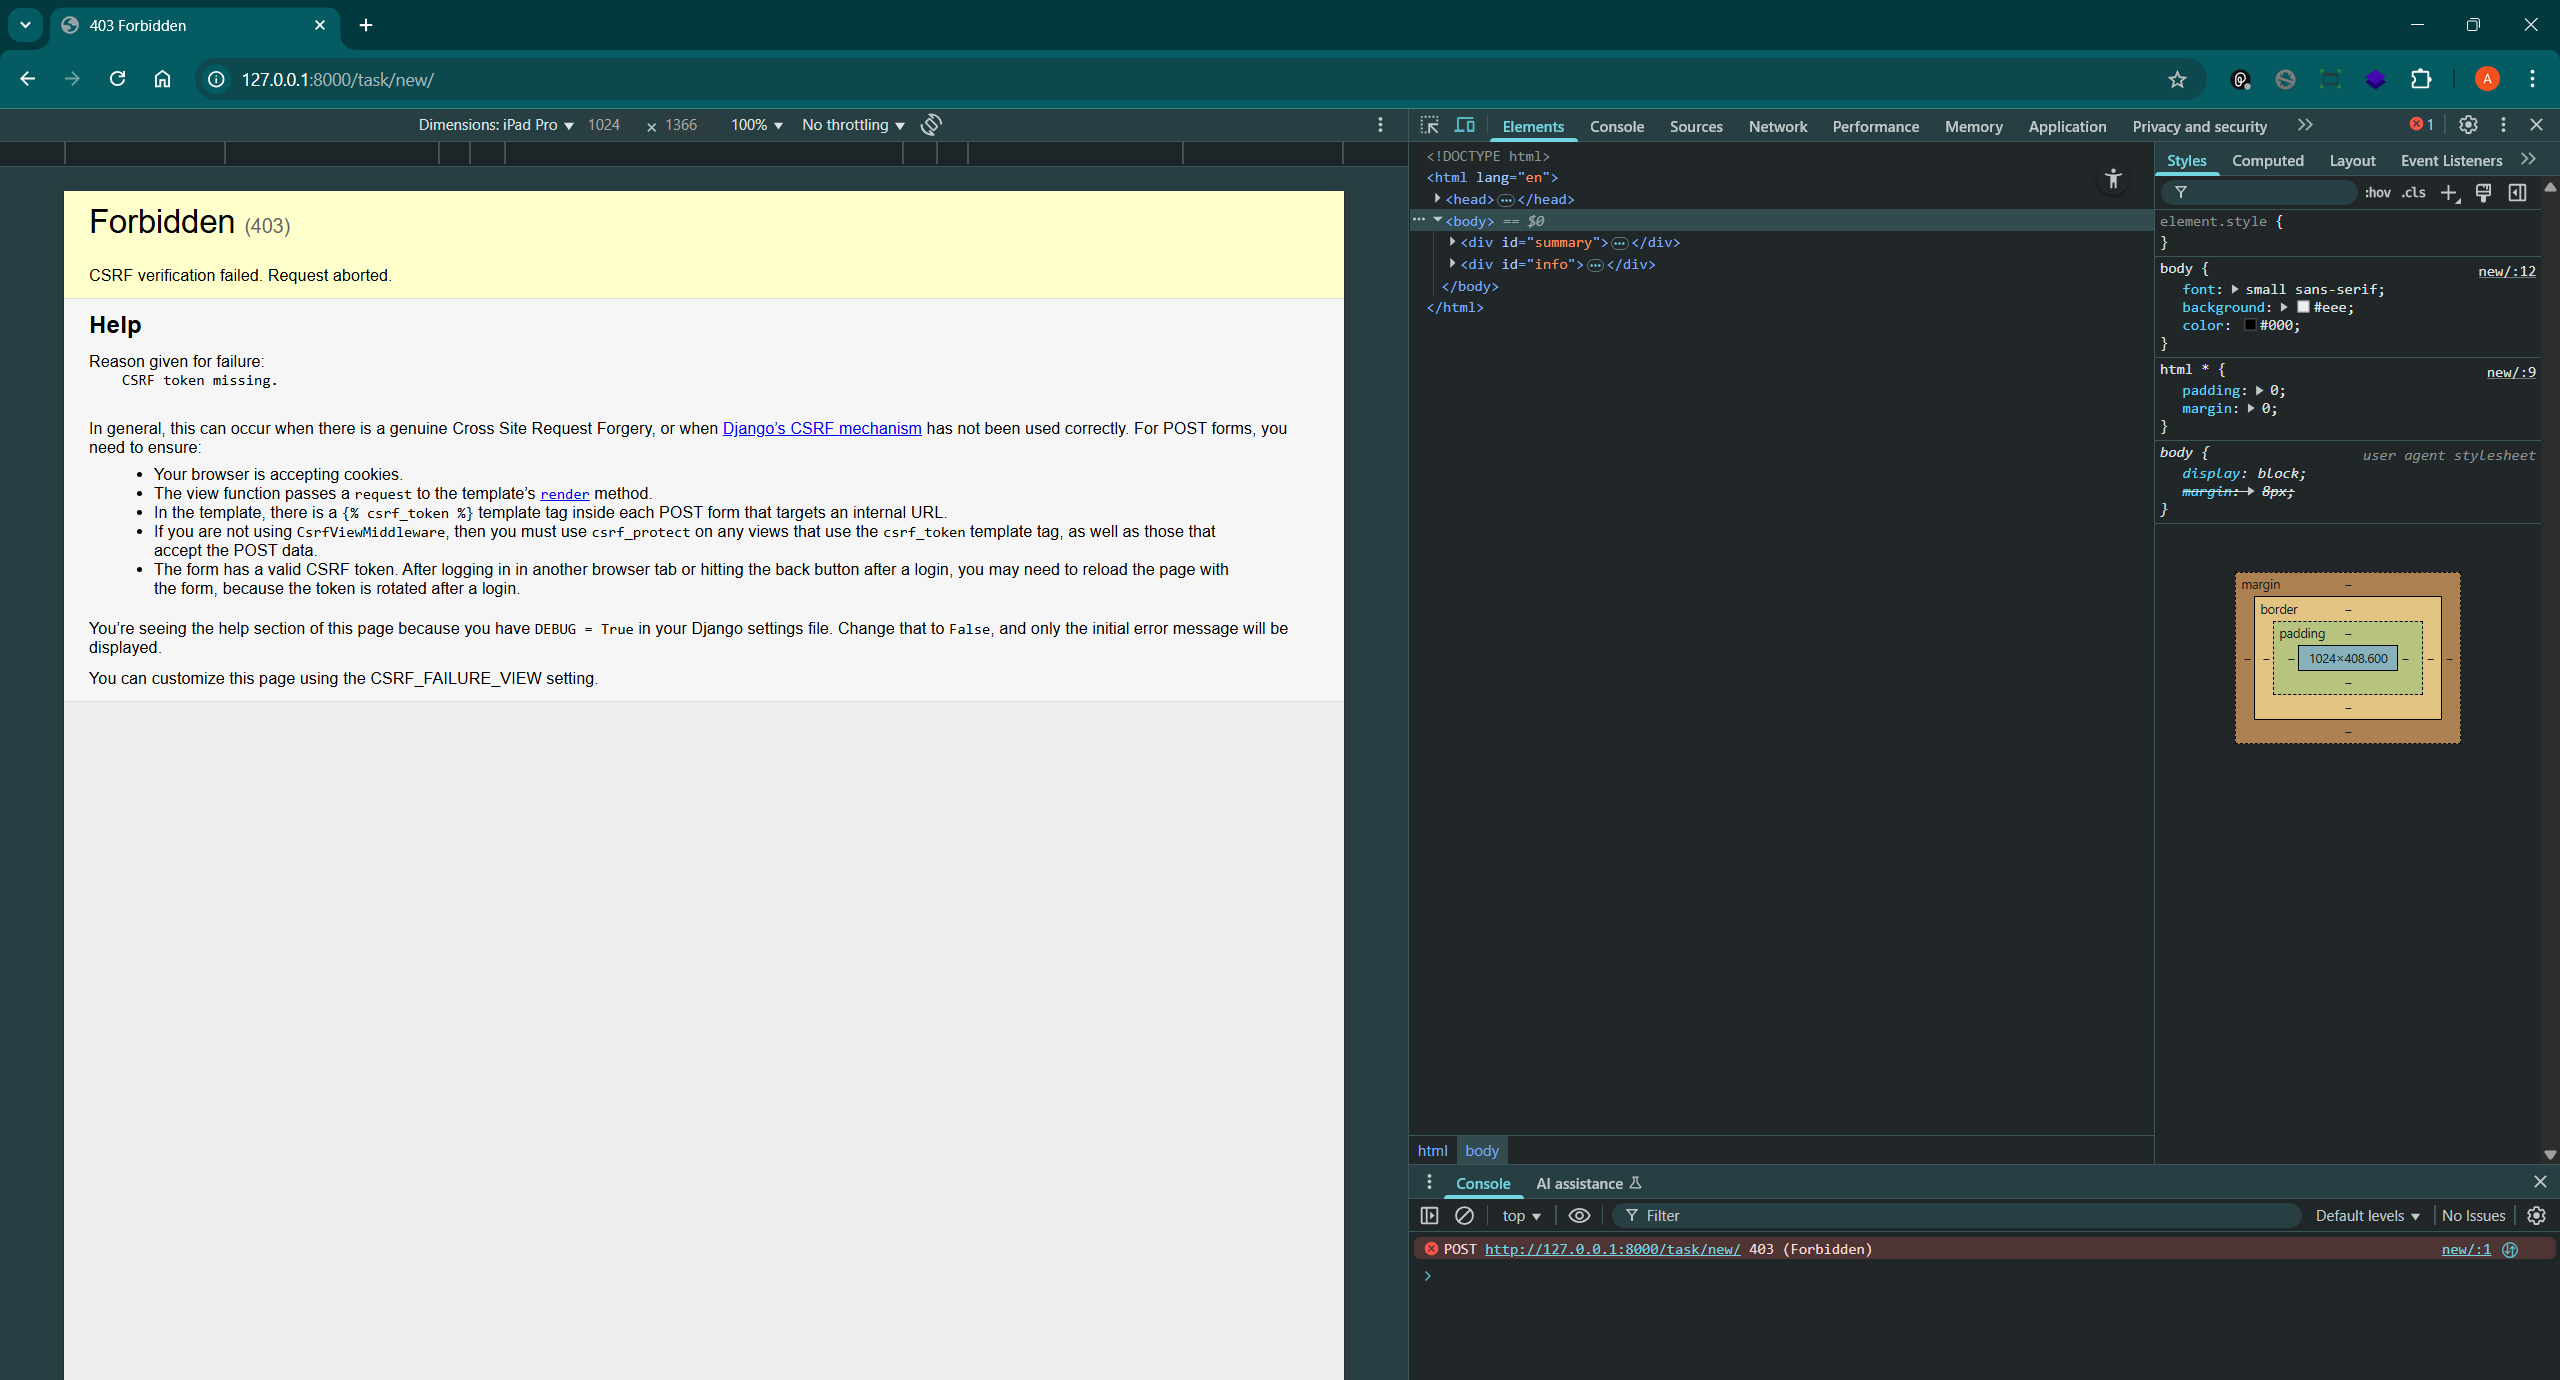 403 Forbidden
127.0.0.1:8000/task/new/
A
Dimensions: iPad Pro 1024 × 1366 100% No throttling
Forbidden (403)
CSRF verification failed. Request aborted.
Help
Reason given for failure:
CSRF token missing.
In general, this can occur when there is a genuine Cross Site Request Forgery, or when Django’s CSRF mechanism has not been used correctly. For POST forms, you
need to ensure:
• Your browser is accepting cookies.
• The view function passes a request to the template’s render method.
• In the template, there is a {% csrf_token %} template tag inside each POST form that targets an internal URL.
• If you are not using CsrfViewMiddleware, then you must use csrf_protect on any views that use the csrf_token template tag, as well as those that
accept the POST data.
• The form has a valid CSRF token. After logging in in another browser tab or hitting the back button after a login, you may need to reload the page with
the form, because the token is rotated after a login.
You’re seeing the help section of this page because you have DEBUG = True in your Django settings file. Change that to False, and only the initial error message will be
displayed.
You can customize this page using the CSRF_FAILURE_VIEW setting.
Elements Console Sources Network Performance Memory Application Privacy and security 1
<!DOCTYPE html>
<html lang="en">
<head> ⋯ </head>
⋯ <body> == $0
<div id="summary"> ⋯ </div>
<div id="info"> ⋯ </div>
</body>
</html>
html body
Styles Computed Layout Event Listeners
:hov .cls
element.style {
}
body { new/:12
font: small sans-serif;
background: #eee;
color: #000;
}
html * { new/:9
padding: 0;
margin: 0;
}
body { user agent stylesheet
display: block;
margin: 8px;
}
margin –
border –
padding –
– – – 1024×408.600 – – –
–
–
–
Console AI assistance
top Filter Default levels No Issues
POST http://127.0.0.1:8000/task/new/ 403 (Forbidden) new/:1